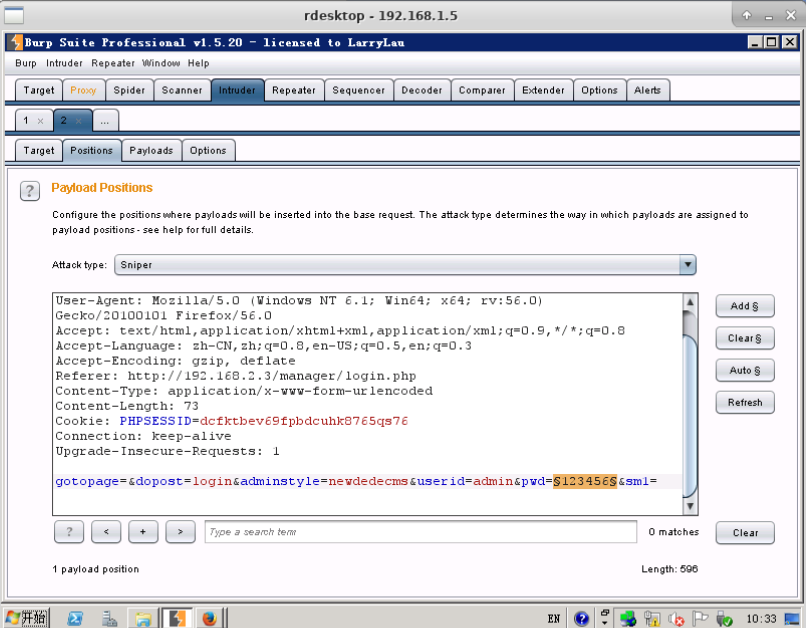 rdesktop - 192.168.1.5
Burp Suite Professional v1.5.20 - licensed to LarryLau
Burp Intruder Repeater Window Help
Target Proxy Spider Scanner Intruder Repeater Sequencer Decoder Comparer Extender Options Alerts
1 × 2 × ...
Target Positions Payloads Options
? Payload Positions
Configure the positions where payloads will be inserted into the base request. The attack type determines the way in which payloads are assigned to
payload positions - see help for full details.
Attack type: Sniper
User-Agent: Mozilla/5.0 (Windows NT 6.1; Win64; x64; rv:56.0)
Gecko/20100101 Firefox/56.0
Accept: text/html,application/xhtml+xml,application/xml;q=0.9,*/*;q=0.8
Accept-Language: zh-CN,zh;q=0.8,en-US;q=0.5,en;q=0.3
Accept-Encoding: gzip, deflate
Referer: http://192.168.2.3/manager/login.php
Content-Type: application/x-www-form-urlencoded
Content-Length: 73
Cookie: PHPSESSID=dcfktbev69fpbdcuhk8765qs76
Connection: keep-alive
Upgrade-Insecure-Requests: 1
gotopage=&dopost=login&adminstyle=newdedecms&userid=admin&pwd=§123456§&sm1=
Add §
Clear §
Auto §
Refresh
? < + > Type a search term 0 matches Clear
1 payload position Length: 596
开始 EN ? 10:33